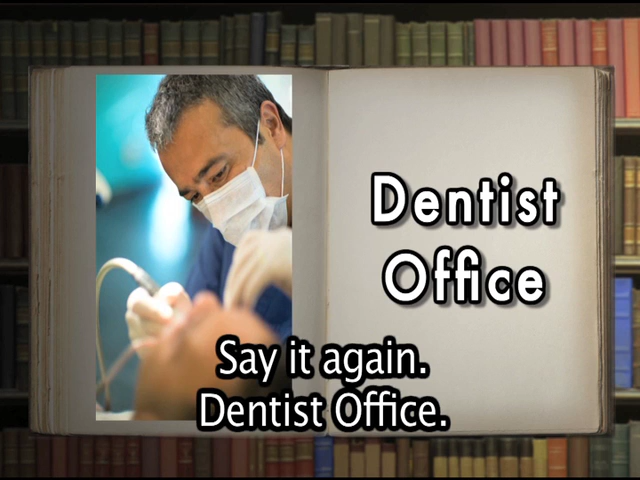 Dentist
Office
Say it again.
Dentist Office.